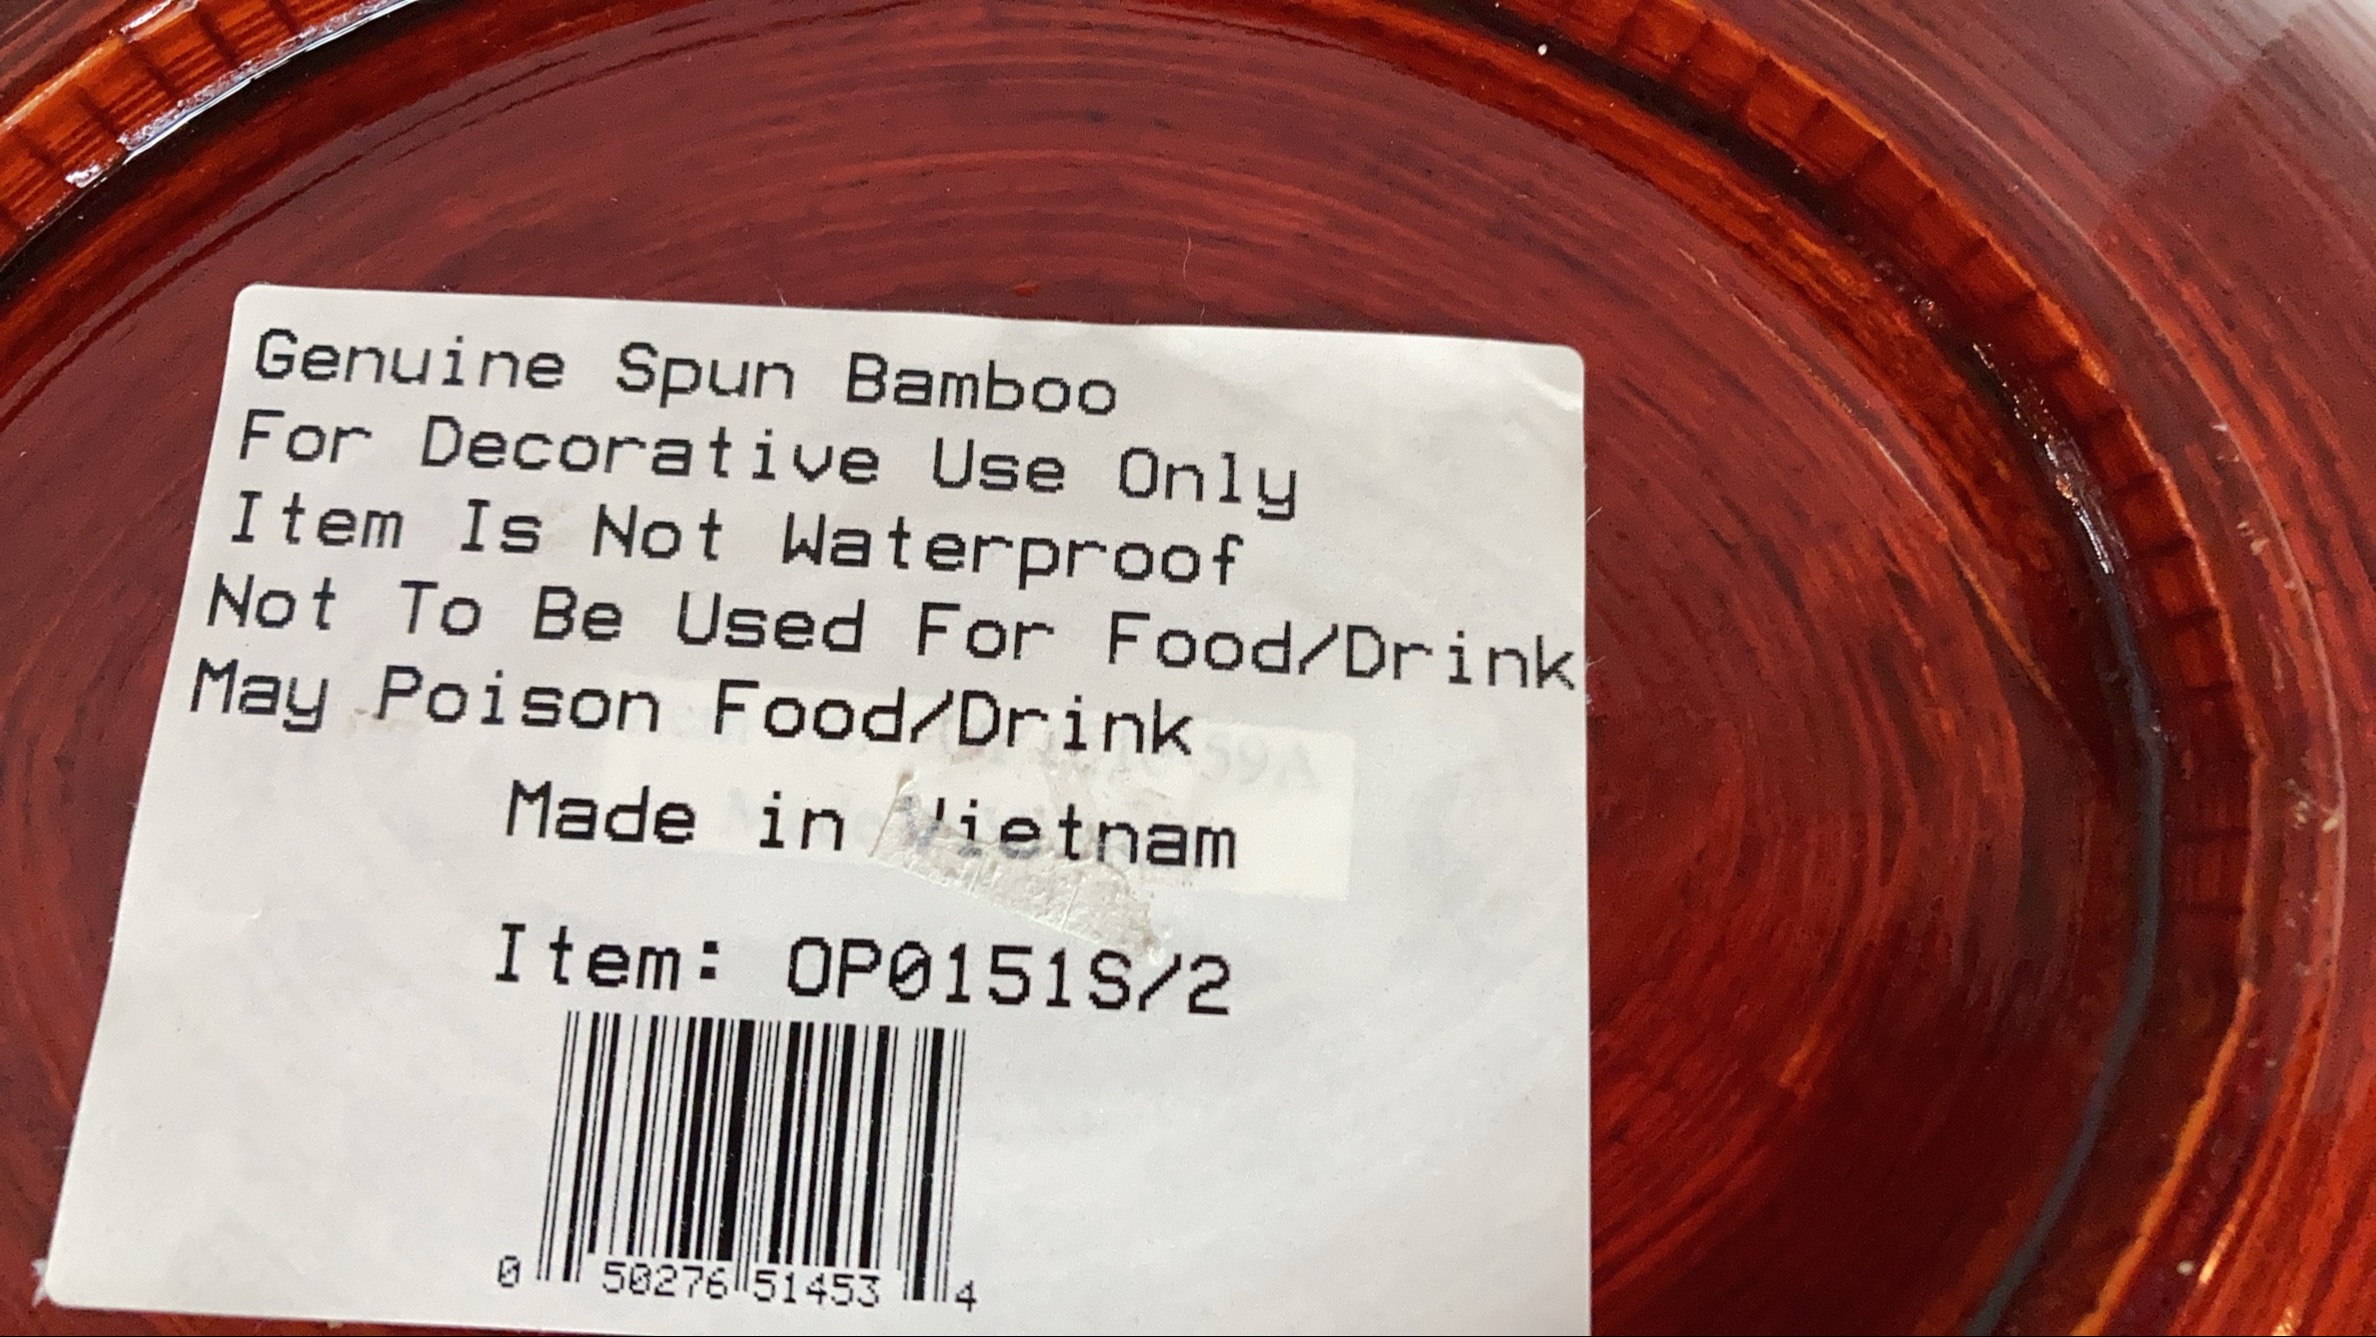 Genuine Spun Bamboo
For Decorative Use Only
Item Is Not Waterproof
Not To Be Used For Food/Drink
May Poison Food/Drink
59A
Made in Vietnam
Item: OP0151S/2
0 50276 51453 4